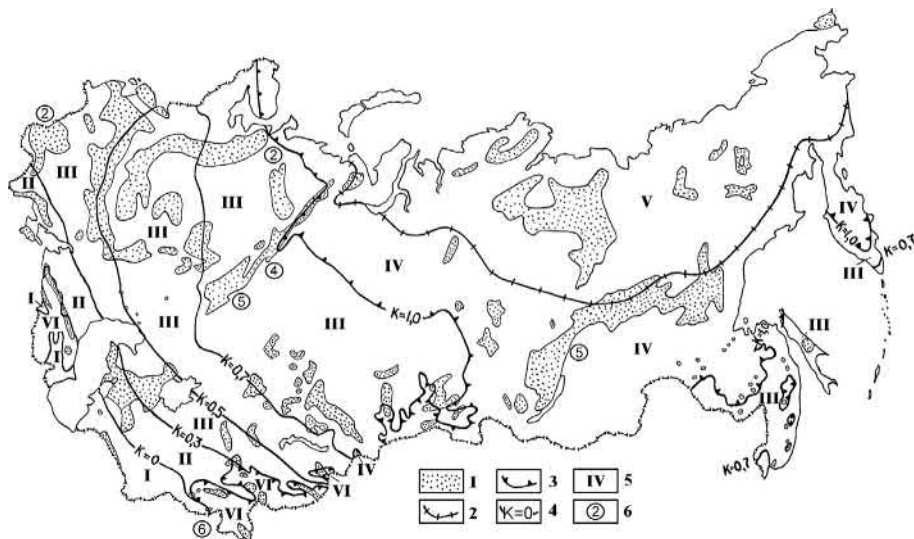 ②
II
III
III
III
②
V
IV
K=1,0
K=0,7
III
④
⑤
IV
I
II
VI
I
III
III
K=1,0
⑤
IV
III
III
K=0,7
K=0,5
III
K=0,3
II
K=0
I
IV
VI
VI
VI
⑥
K=0,7
1
3
IV 5
2
K=0 4
② 6